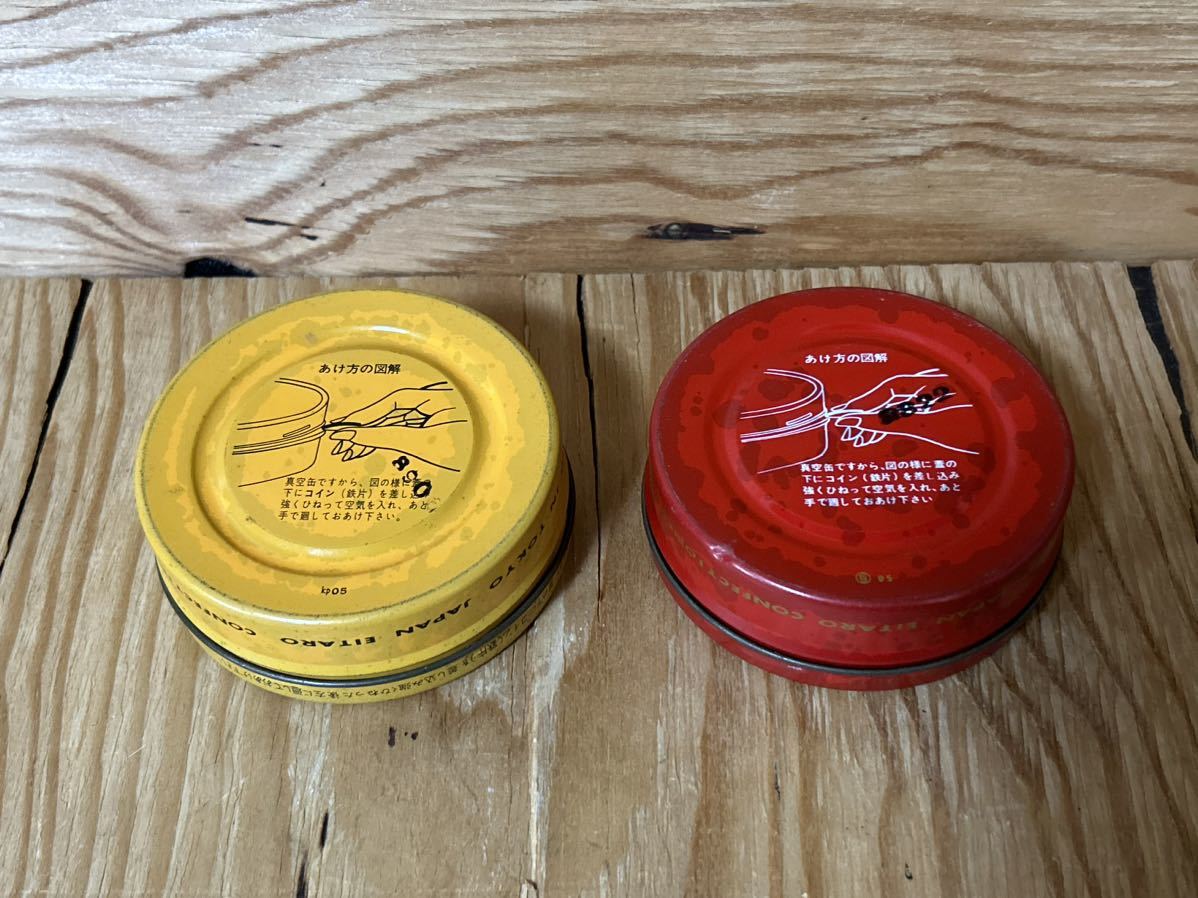 あけ方の図解
真空缶ですから、図の様に蓋の
下にコイン(鉄片)を差し込み
強くひねって空気を入れ、あと
手で廻しておあけ下さい。
kp05
TOKYO JAPAN EITARO
あけ方の図解
真空缶ですから、図の様に蓋の
下にコイン(鉄片)を差し込み
強くひねって空気を入れ、あと
手で廻しておあけ下さい。
JAPAN EITARO CONFECTION